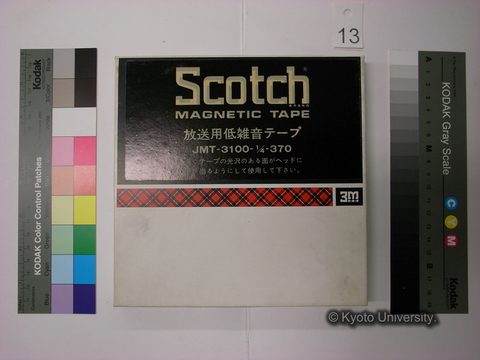 13
Scotch
BRAND
MAGNETIC TAPE
放送用低雑音テープ
JMT-3100-¼-370
テープの光沢のある面がヘッドに
当るようにして使用して下さい。
3M
Kodak
KODAK Color Control Patches
KODAK Gray Scale
C Y M
Kodak
A
M
B
© Kyoto University.